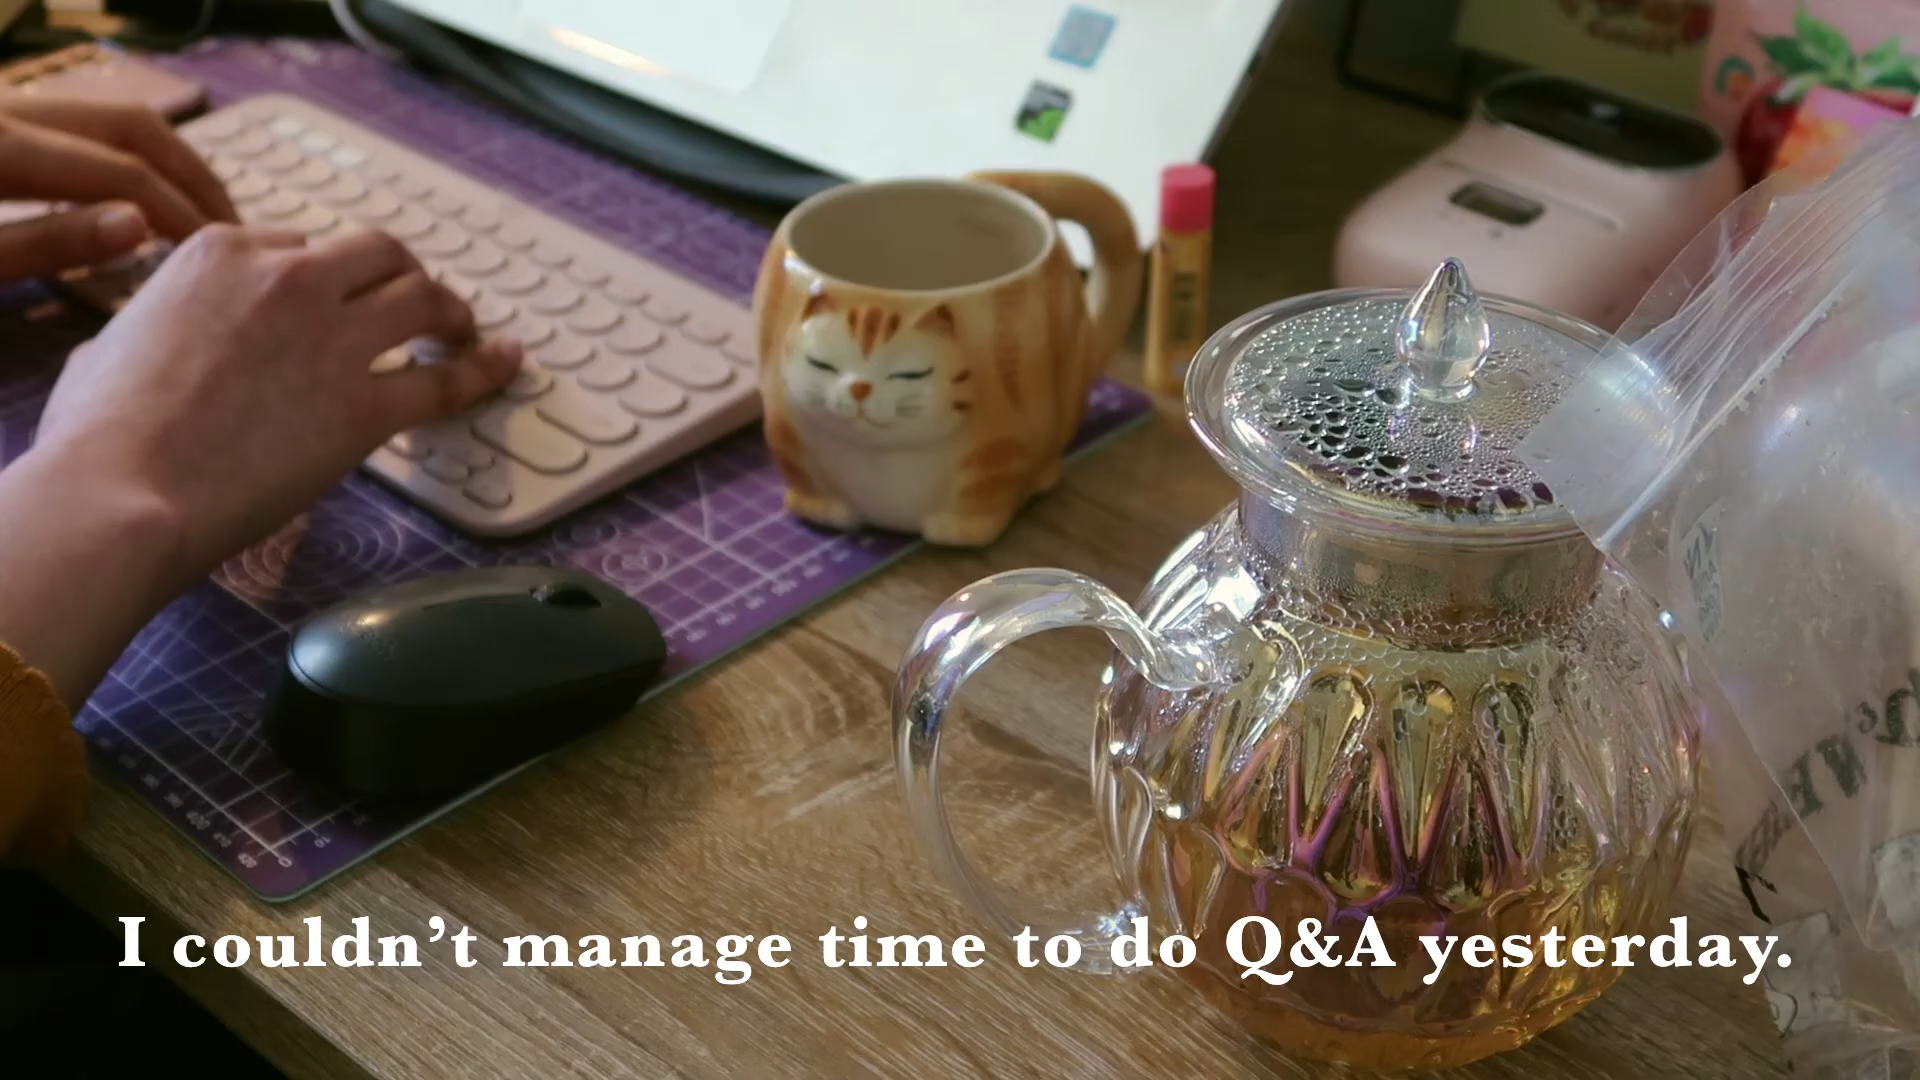 I couldn’t manage time to do Q&A yesterday.